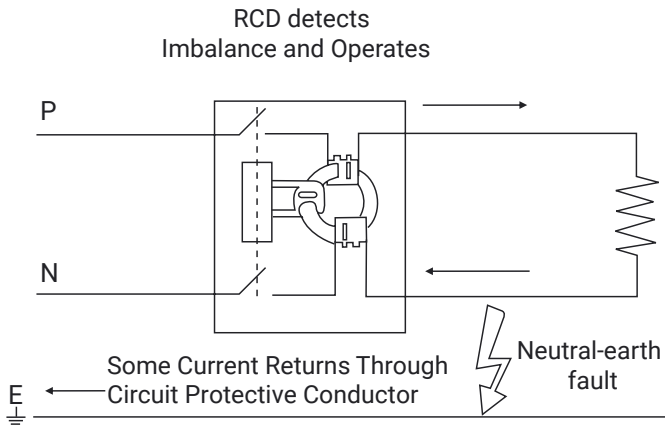 RCD detects
Imbalance and Operates
P
N
Some Current Returns Through
Circuit Protective Conductor
Neutral-earth
fault
E